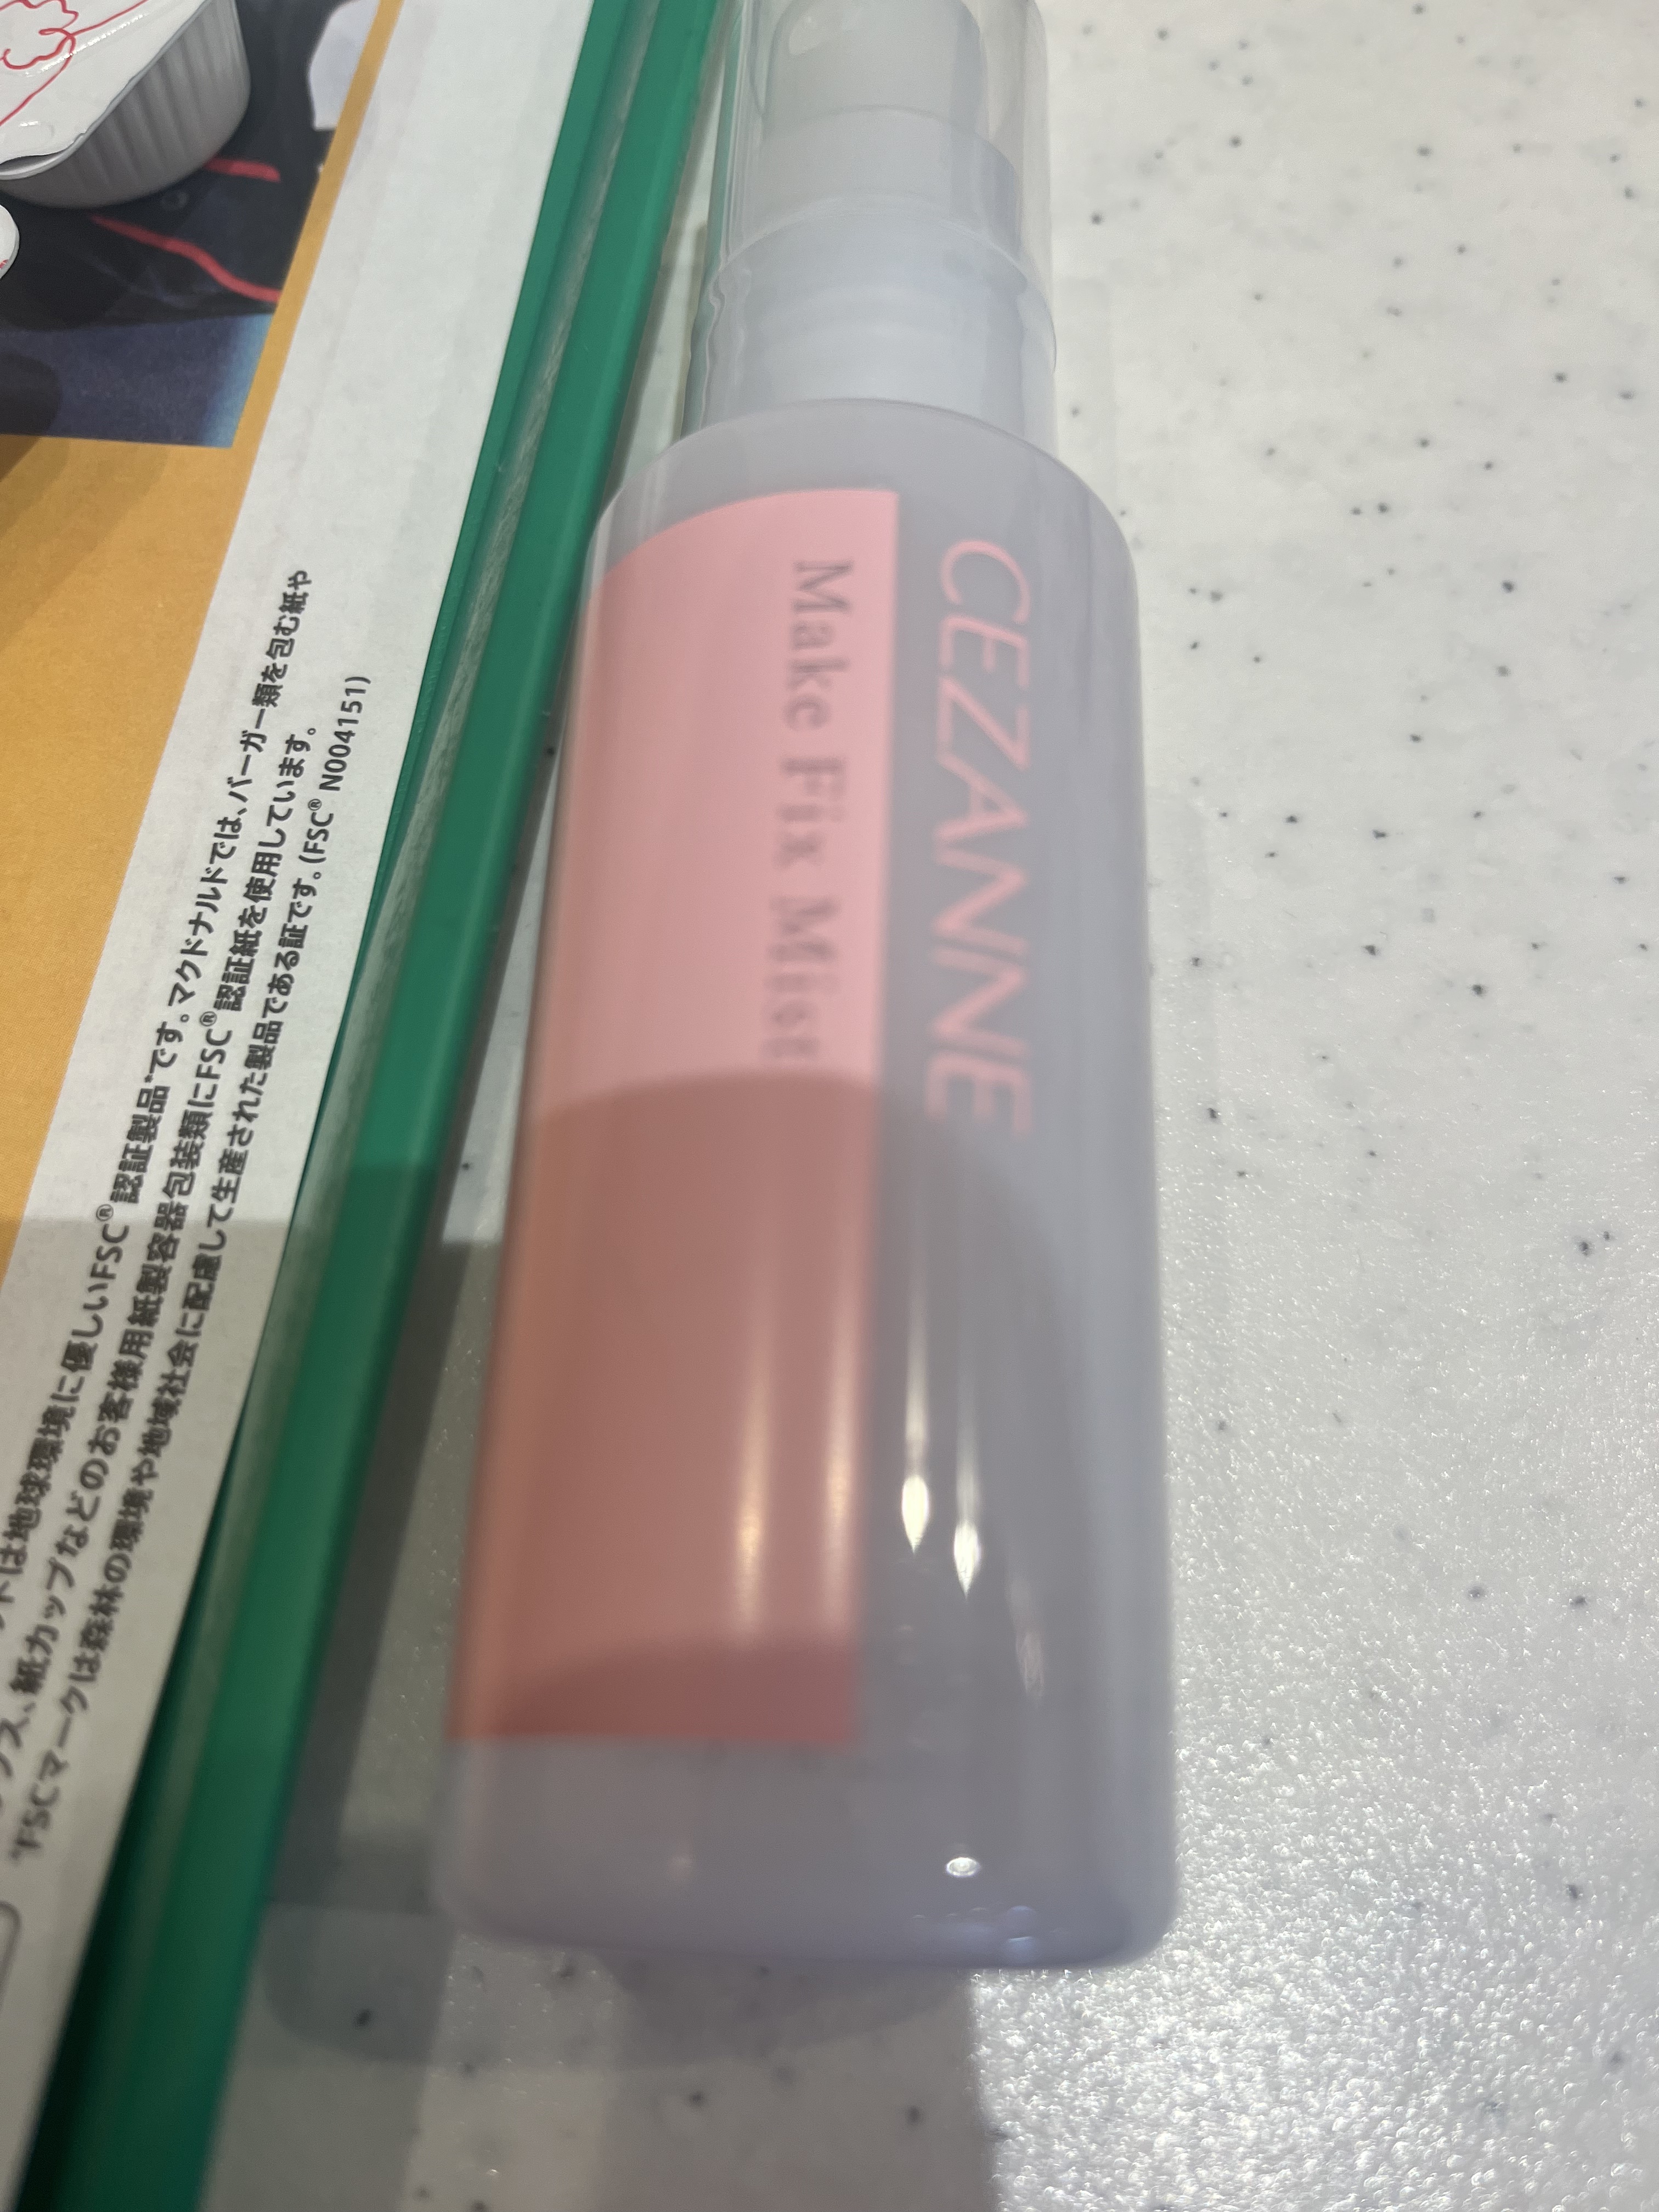 CEZANNE
Make Fix Mist
ドは地球環境に優しいFSC®認証製品*です。マクドナルドでは、バーガー類を包む紙や
紙カップなどのお客様用紙製容器包装類にFSC®認証紙を使用しています。
*FSCマークは森林の環境や地域社会に配慮して生産された製品である証です。(FSC® N004151)